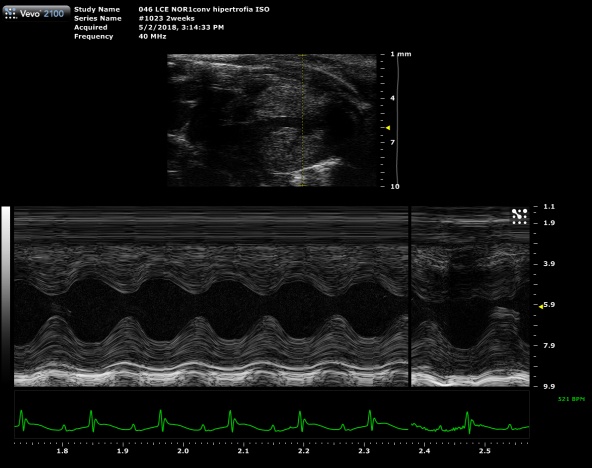 Vevo 2100
Study Name 046 LCE NOR1conv hipertrofia ISO
Series Name #1023 2weeks
Acquired 5/2/2018, 3:14:33 PM
Frequency 40 MHz
1 mm
4
7
10
1.1
1.9
3.9
5.9
7.9
9.9
521 BPM
1.8 1.9 2.0 2.1 2.2 2.3 2.4 2.5